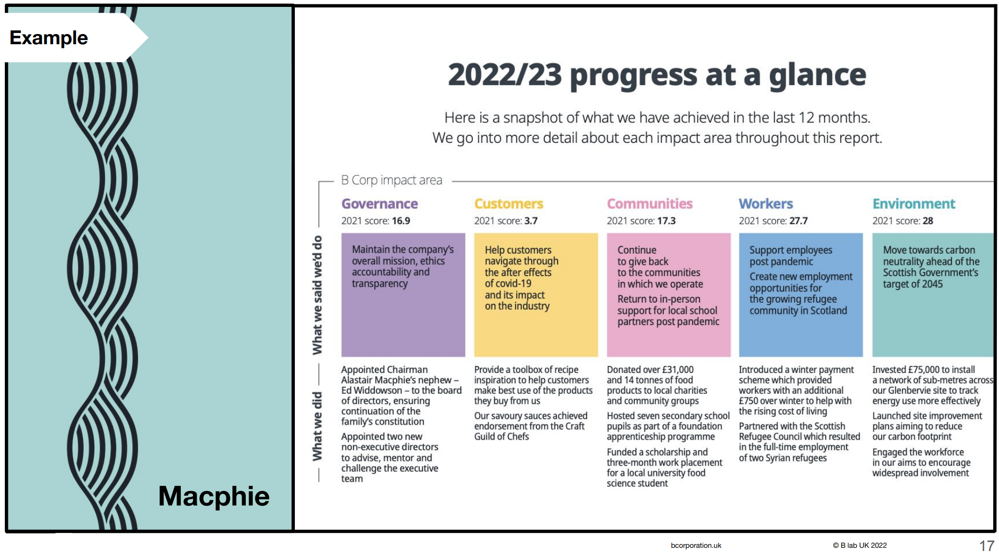 Example
Macphie
2022/23 progress at a glance
Here is a snapshot of what we have achieved in the last 12 months.
We go into more detail about each impact area throughout this report.
B Corp impact area
What we said we'd do
What we did
Governance
2021 score: 16.9
Maintain the company's
overall mission, ethics
accountability and
transparency
Appointed Chairman
Alastair Macphie's nephew –
Ed Widdowson – to the board
of directors, ensuring
continuation of the
family's constitution
Appointed two new
non-executive directors
to advise, mentor and
challenge the executive
team
Customers
2021 score: 3.7
Help customers
navigate through
the after effects
of covid-19
and its impact
on the industry
Provide a toolbox of recipe
inspiration to help customers
make best use of the products
they buy from us
Our savoury sauces achieved
endorsement from the Craft
Guild of Chefs
Communities
2021 score: 17.3
Continue
to give back
to the communities
in which we operate
Return to in-person
support for local school
partners post pandemic
Donated over £31,000
and 14 tonnes of food
products to local charities
and community groups
Hosted seven secondary school
pupils as part of a foundation
apprenticeship programme
Funded a scholarship and
three-month work placement
for a local university food
science student
Workers
2021 score: 27.7
Support employees
post pandemic
Create new employment
opportunities for
the growing refugee
community in Scotland
Introduced a winter payment
scheme which provided
workers with an additional
£750 over winter to help with
the rising cost of living
Partnered with the Scottish
Refugee Council which resulted
in the full-time employment
of two Syrian refugees
Environment
2021 score: 28
Move towards carbon
neutrality ahead of the
Scottish Government's
target of 2045
Invested £75,000 to install
a network of sub-metres across
our Glenbervie site to track
energy use more effectively
Launched site improvement
plans aiming to reduce
our carbon footprint
Engaged the workforce
in our aims to encourage
widespread involvement
bcorporation.uk
© B lab UK 2022
17